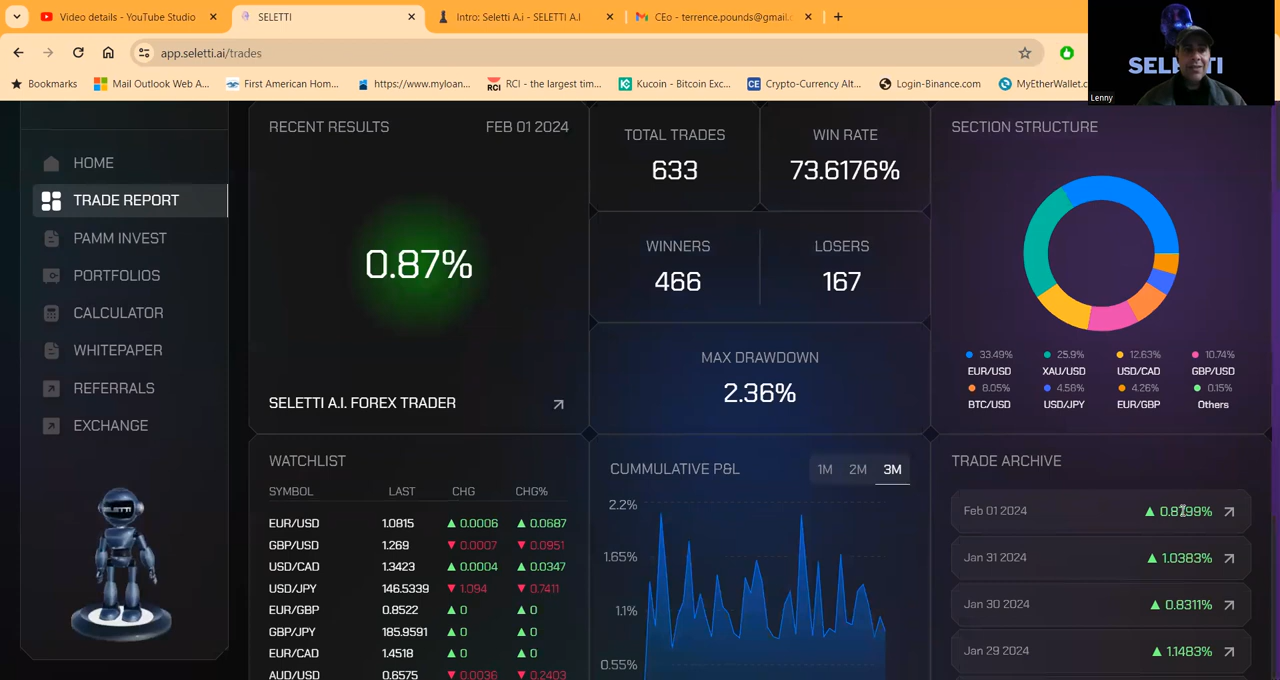 Video details - YouTube Studio
SELETTI
Intro: Seletti A.i - SELETTI A.I
CEo - terrence.pounds@gmail.
app.seletti.ai/trades
Bookmarks
Mail Outlook Web A...
First American Hom...
https://www.myloan...
RCI - the largest tim...
Kucoin - Bitcoin Exc...
Crypto-Currency Alt...
Login-Binance.com
MyEtherWallet.c
Lenny
HOME
TRADE REPORT
PAMM INVEST
PORTFOLIOS
CALCULATOR
WHITEPAPER
REFERRALS
EXCHANGE
SELETTI
RECENT RESULTS
FEB 01 2024
0.87%
SELETTI A.I. FOREX TRADER
TOTAL TRADES
633
WIN RATE
73.6176%
WINNERS
466
LOSERS
167
MAX DRAWDOWN
2.36%
SECTION STRUCTURE
33.49% 25.9% 12.63% 10.74%
EUR/USD XAU/USD USD/CAD GBP/USD
8.05% 4.56% 4.26% 0.15%
BTC/USD USD/JPY EUR/GBP Others
WATCHLIST
SYMBOL LAST CHG CHG%
EUR/USD 1.0815 ▲ 0.0006 ▲ 0.0687
GBP/USD 1.269 ▼ 0.0007 ▼ 0.0951
USD/CAD 1.3423 ▲ 0.0004 ▲ 0.0347
USD/JPY 146.5339 ▼ 1.094 ▼ 0.7411
EUR/GBP 0.8522 ▲ 0 ▲ 0
GBP/JPY 185.9591 ▲ 0 ▲ 0
EUR/CAD 1.4518 ▲ 0 ▲ 0
AUD/USD 0.6575 ▼ 0.0036 ▼ 0.2403
CUMMULATIVE P&L
1M 2M 3M
2.2%
1.65%
1.1%
0.55%
TRADE ARCHIVE
Feb 01 2024
Jan 31 2024 ▲ 1.0383%
Jan 30 2024 ▲ 0.8311%
Jan 29 2024 ▲ 1.1483%